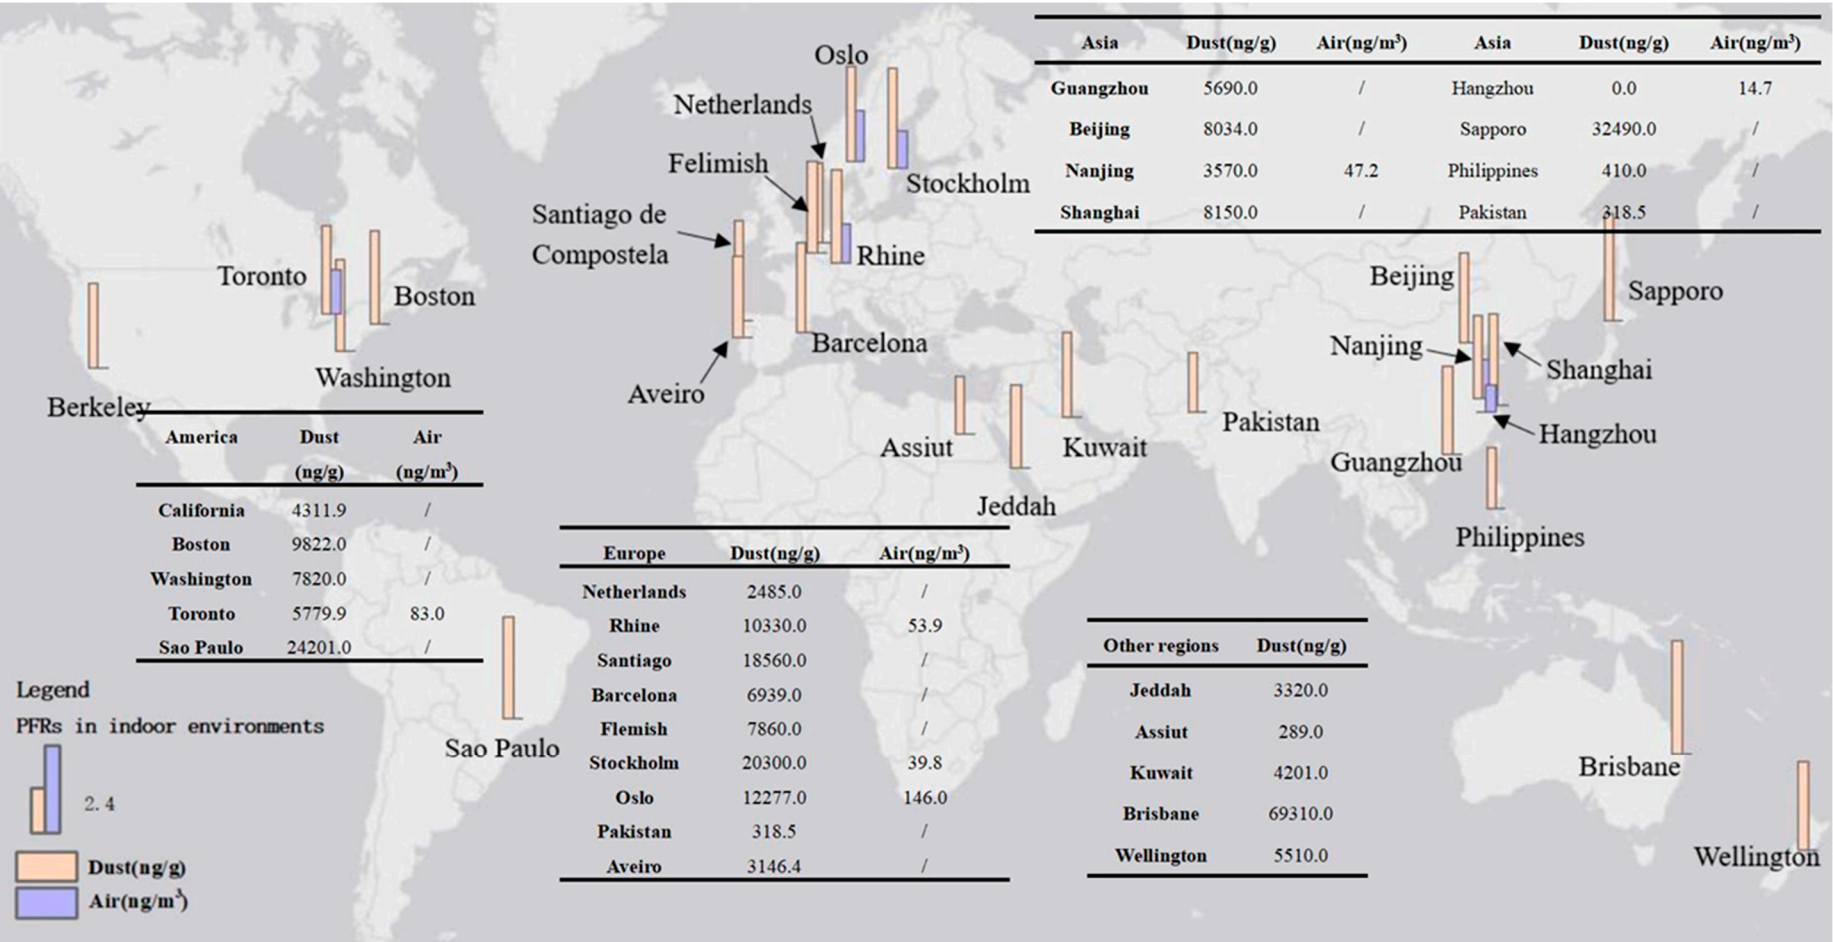 Oslo
Netherlands
Felimish
Stockholm
Santiago de
Compostela
Rhine
Toronto
Boston
Barcelona
Washington
Aveiro
Berkeley
Assiut
Kuwait
Jeddah
Pakistan
Beijing
Sapporo
Nanjing
Shanghai
Hangzhou
Guangzhou
Philippines
Sao Paulo
Brisbane
Wellington
Asia Dust(ng/g) Air(ng/m³) Asia Dust(ng/g) Air(ng/m³)
Guangzhou 5690.0 / Hangzhou 0.0 14.7
Beijing 8034.0 / Sapporo 32490.0 /
Nanjing 3570.0 47.2 Philippines 410.0 /
Shanghai 8150.0 / Pakistan 318.5 /
America Dust Air
(ng/g) (ng/m³)
California 4311.9 /
Boston 9822.0 /
Washington 7820.0 /
Toronto 5779.9 83.0
Sao Paulo 24201.0 /
Europe Dust(ng/g) Air(ng/m³)
Netherlands 2485.0 /
Rhine 10330.0 53.9
Santiago 18560.0 /
Barcelona 6939.0 /
Flemish 7860.0 /
Stockholm 20300.0 39.8
Oslo 12277.0 146.0
Pakistan 318.5 /
Aveiro 3146.4 /
Other regions Dust(ng/g)
Jeddah 3320.0
Assiut 289.0
Kuwait 4201.0
Brisbane 69310.0
Wellington 5510.0
Legend
PFRs in indoor environments
2.4
Dust(ng/g)
Air(ng/m³)